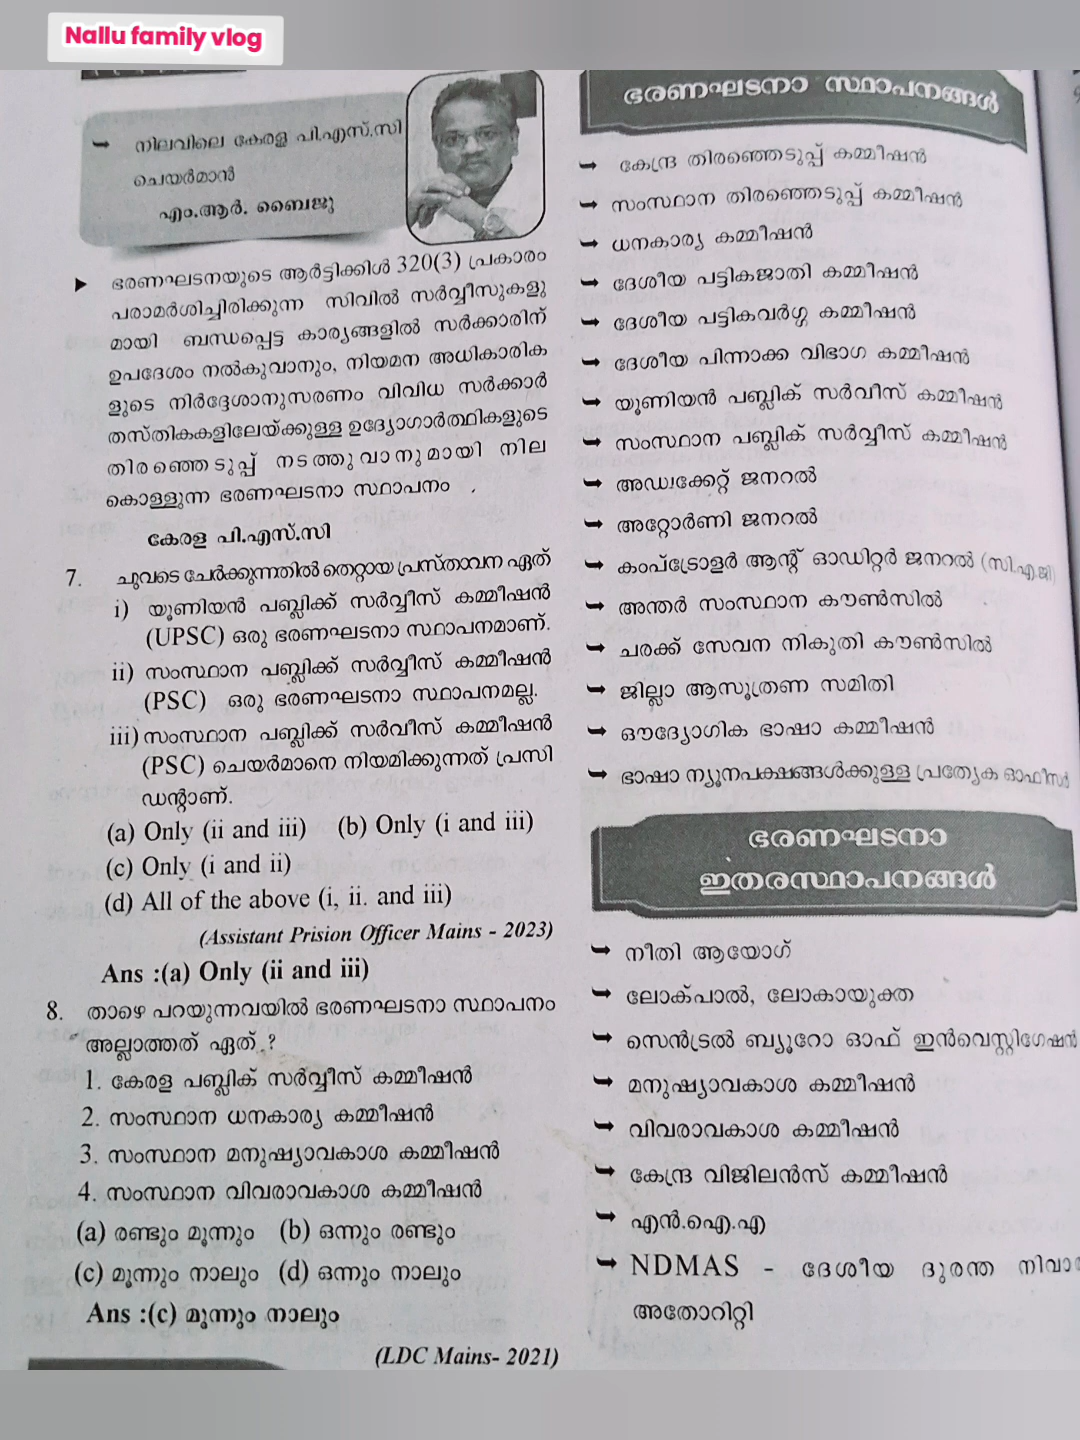 Nallu family vlog
➥ നിലവിലെ കേരള പി.എസ്.സി
ചെയർമാൻ
എം.ആർ. ബൈജു
▶ ഭരണഘടനയുടെ ആർട്ടിക്കിൾ 320(3) പ്രകാരം
പരാമർശിച്ചിരിക്കുന്ന സിവിൽ സർവ്വീസുകളു
മായി ബന്ധപ്പെട്ട കാര്യങ്ങളിൽ സർക്കാരിന്
ഉപദേശം നൽകുവാനും, നിയമന അധികാരിക
ളുടെ നിർദ്ദേശാനുസരണം വിവിധ സർക്കാർ
തസ്തികകളിലേയ്ക്കുള്ള ഉദ്യോഗാർത്ഥികളുടെ
തിരഞ്ഞെടുപ്പ് നടത്തുവാനുമായി നില
കൊള്ളുന്ന ഭരണഘടനാ സ്ഥാപനം .
കേരള പി.എസ്.സി
7. ചുവടെ ചേർക്കുന്നതിൽ തെറ്റായ പ്രസ്താവന ഏത്
i) യൂണിയൻ പബ്ലിക്ക് സർവ്വീസ് കമ്മീഷൻ
(UPSC) ഒരു ഭരണഘടനാ സ്ഥാപനമാണ്.
ii) സംസ്ഥാന പബ്ലിക്ക് സർവ്വീസ് കമ്മീഷൻ
(PSC) ഒരു ഭരണഘടനാ സ്ഥാപനമല്ല.
iii) സംസ്ഥാന പബ്ലിക്ക് സർവീസ് കമ്മീഷൻ
(PSC) ചെയർമാനെ നിയമിക്കുന്നത് പ്രസി
ഡന്റാണ്.
(a) Only (ii and iii) (b) Only (i and iii)
(c) Only (i and ii)
(d) All of the above (i, ii. and iii)
(Assistant Prision Officer Mains - 2023)
Ans :(a) Only (ii and iii)
8. താഴെ പറയുന്നവയിൽ ഭരണഘടനാ സ്ഥാപനം
അല്ലാത്തത് ഏത്.?
1. കേരള പബ്ലിക് സർവ്വീസ് കമ്മീഷൻ
2. സംസ്ഥാന ധനകാര്യ കമ്മീഷൻ
3. സംസ്ഥാന മനുഷ്യാവകാശ കമ്മീഷൻ
4. സംസ്ഥാന വിവരാവകാശ കമ്മീഷൻ
(a) രണ്ടും മൂന്നും (b) ഒന്നും രണ്ടും
(c) മൂന്നും നാലും (d) ഒന്നും നാലും
Ans :(c) മൂന്നും നാലും
(LDC Mains- 2021)
ഭരണഘടനാ സ്ഥാപനങ്ങൾ
➥ കേന്ദ്ര തിരഞ്ഞെടുപ്പ് കമ്മീഷൻ
➥ സംസ്ഥാന തിരഞ്ഞെടുപ്പ് കമ്മീഷൻ
➥ ധനകാര്യ കമ്മീഷൻ
➥ ദേശീയ പട്ടികജാതി കമ്മീഷൻ
➥ ദേശീയ പട്ടികവർഗ്ഗ കമ്മീഷൻ
➥ ദേശീയ പിന്നാക്ക വിഭാഗ കമ്മീഷൻ
➥ യൂണിയൻ പബ്ലിക് സർവീസ് കമ്മീഷൻ
➥ സംസ്ഥാന പബ്ലിക് സർവ്വീസ് കമ്മീഷൻ
➥ അഡ്വക്കേറ്റ് ജനറൽ
➥ അറ്റോർണി ജനറൽ
➥ കംപ്ട്രോളർ ആന്റ് ഓഡിറ്റർ ജനറൽ (സി.എ.ജി)
➥ അന്തർ സംസ്ഥാന കൗൺസിൽ
➥ ചരക്ക് സേവന നികുതി കൗൺസിൽ
➥ ജില്ലാ ആസൂത്രണ സമിതി
➥ ഔദ്യോഗിക ഭാഷാ കമ്മീഷൻ
➥ ഭാഷാ ന്യൂനപക്ഷങ്ങൾക്കുള്ള പ്രത്യേക ഓഫീസർ
ഭരണഘടനാ
ഇതരസ്ഥാപനങ്ങൾ
➥ നീതി ആയോഗ്
➥ ലോക്പാൽ, ലോകായുക്ത
➥ സെൻട്രൽ ബ്യൂറോ ഓഫ് ഇൻവെസ്റ്റിഗേഷൻ
➥ മനുഷ്യാവകാശ കമ്മീഷൻ
➥ വിവരാവകാശ കമ്മീഷൻ
➥ കേന്ദ്ര വിജിലൻസ് കമ്മീഷൻ
➥ എൻ.ഐ.എ
➥ NDMAS - ദേശീയ ദുരന്ത
അതോറിറ്റി